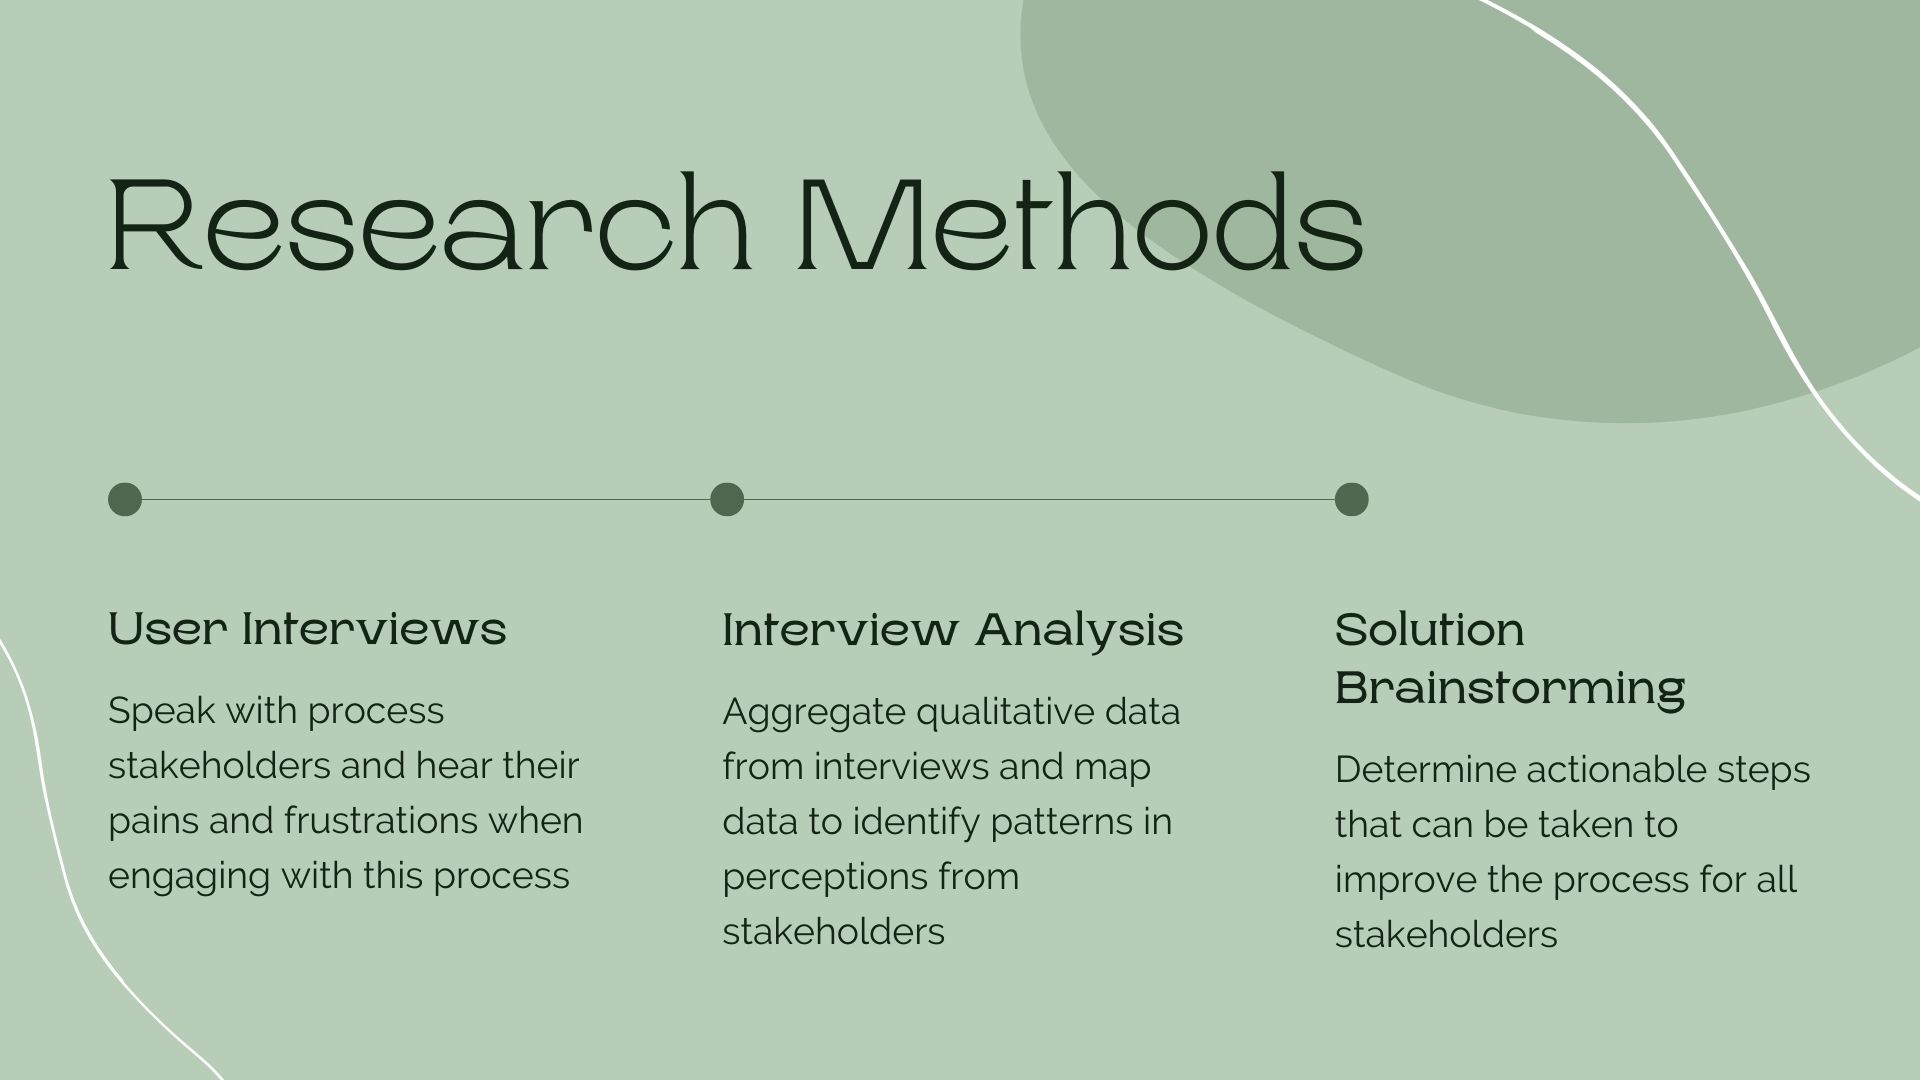 Research Methods
User Interviews
Speak with process
stakeholders and hear their
pains and frustrations when
engaging with this process
Interview Analysis
Aggregate qualitative data
from interviews and map
data to identify patterns in
perceptions from
stakeholders
Solution
Brainstorming
Determine actionable steps
that can be taken to
improve the process for all
stakeholders